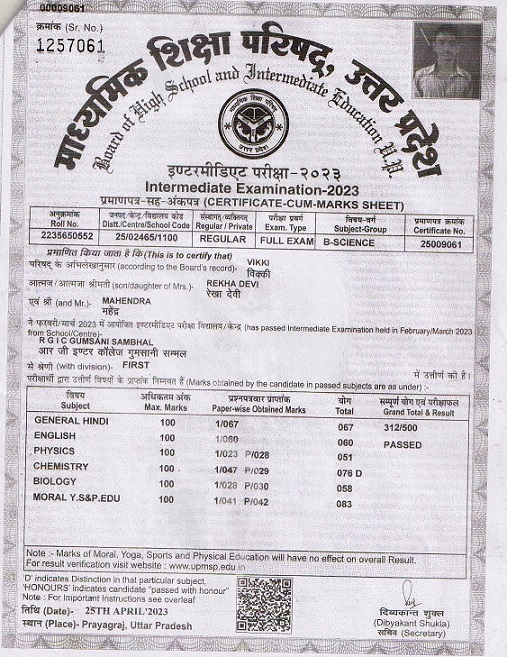 00009061
क्रमांक (Sr. No.)
1257061
माध्यमिक शिक्षा परिषद्, उत्तर प्रदेश
Board of High School and Intermediate Education U.P.
इण्टरमीडिएट परीक्षा-२०२३
Intermediate Examination-2023
प्रमाणपत्र-सह-अंकपत्र (CERTIFICATE-CUM-MARKS SHEET)
अनुक्रमांक जनपद/केन्द्र/विद्यालय कोड संस्थागत/व्यक्तिगत परीक्षा प्रवर्ग विषय-वर्ग प्रमाणपत्र क्रमांक
Roll No. Distt./Centre/School Code Regular / Private Exam. Type Subject-Group Certificate No.
2235650552 25/02465/1100 REGULAR FULL EXAM B-SCIENCE 25009061
प्रमाणित किया जाता है कि(This is to certify that)
परिषद् के अभिलेखानुसार (according to the Board's record)- VIKKI
विक्की
आत्मज/आत्मजा श्रीमती (son/daughter of Mrs.)- REKHA DEVI
रेखा देवी
एवं श्री (and Mr.)- MAHENDRA
महेंद्र
ने फरवरी/मार्च 2023 में आयोजित इण्टरमीडिएट परीक्षा विद्यालय/केन्द्र (has passed Intermediate Examination held in February/March 2023
from School/Centre)-
R G I C GUMSANI SAMBHAL
आर जी इण्टर कॉलेज गुमसानी सम्भल
से श्रेणी (with division)- FIRST में उत्तीर्ण की है।
परीक्षार्थी द्वारा उत्तीर्ण विषयों के प्राप्तांक निम्नवत हैं (Marks obtained by the candidate in passed subjects are as under) :-
विषय अधिकतम अंक प्रश्नपत्रवार प्राप्तांक योग सम्पूर्ण योग एवं परीक्षाफल
Subject Max. Marks Paper-wise Obtained Marks Total Grand Total & Result
GENERAL HINDI 100 1/067 067 312/500
ENGLISH 100 1/060 060 PASSED
PHYSICS 100 1/023 P/028 051
CHEMISTRY 100 1/047 P/029 076 D
BIOLOGY 100 1/028 P/030 058
MORAL Y.S&P.EDU 100 1/041 P/042 083
Note :- Marks of Moral, Yoga, Sports and Physical Education will have no effect on overall Result.
For result verification visit website : www.upmsp.edu.in
'D' indicates Distinction in that particular subject.
'HONOURS' indicates candidate "passed with honour"
Note : For Important Instructions see overleaf
तिथि (Date)- 25TH APRIL'2023
स्थान (Place)- Prayagraj, Uttar Pradesh
दिव्यकान्त शुक्ल
(Dibyakant Shukla)
सचिव (Secretary)